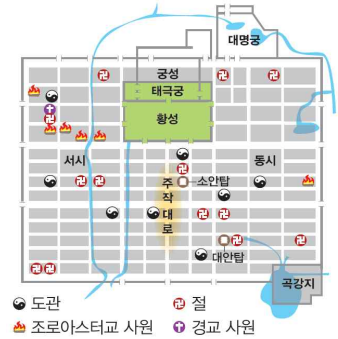 대명궁
궁성
태극궁
황성
서시
동시
주작대로
소안탑
대안탑
곡강지
도관
절
조로아스터교 사원
경교 사원